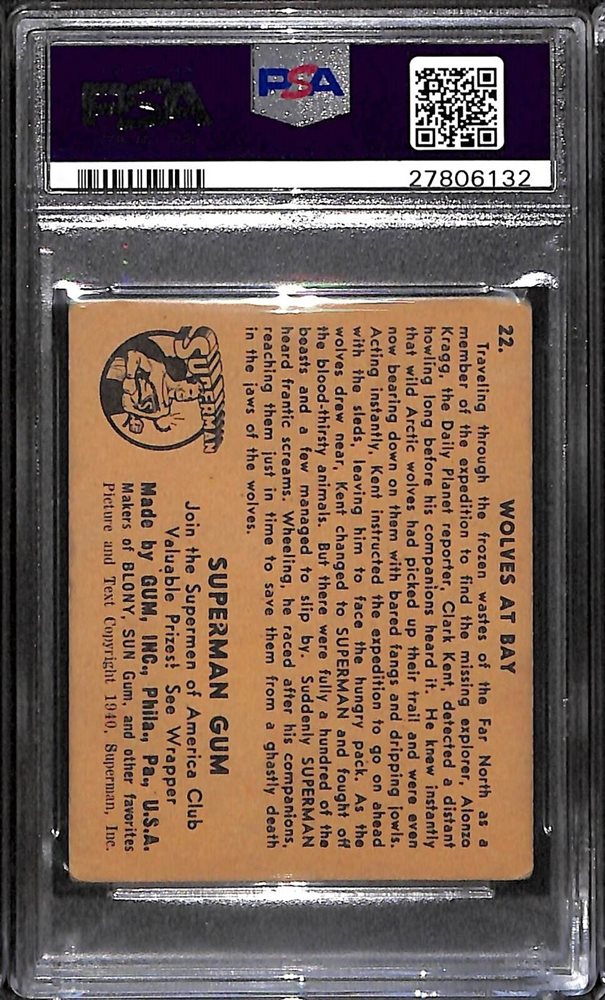 PSA
PSA
27806132
22.
WOLVES AT BAY
Traveling through the frozen wastes of the Far North as a
member of the expedition to find the missing explorer, Alonzo
Kragg, the Daily Planet reporter, Clark Kent, detected a distant
howling long before his companions heard it. He knew instantly
that wild Arctic wolves had picked up their trail and were even
now bearing down on them with bared fangs and dripping jowls.
Acting instantly, Kent instructed the expedition to go on ahead
with the sleds, leaving him to face the hungry pack. As the
wolves drew near, Kent changed to SUPERMAN and fought off
the blood-thirsty animals. But there were fully a hundred of the
beasts and a few managed to slip by. Suddenly SUPERMAN
heard frantic screams. Wheeling, he raced after his companions,
reaching them just in time to save them from a ghastly death
in the jaws of the wolves.
SUPERMAN
SUPERMAN GUM
Join the Supermen of America Club
Valuable Prizes! See Wrapper
Made by GUM, INC., Phila., Pa., U.S.A.
Makers of BLONY, SUN Gum, and other favorites
Picture and Text Copyright 1940, Superman, Inc.